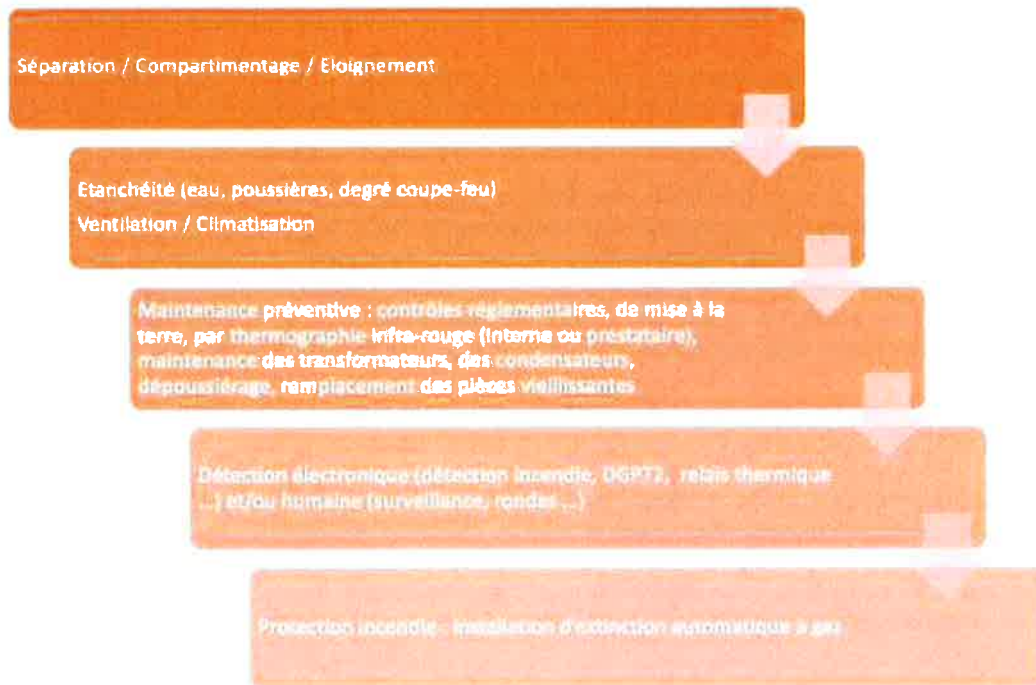 Séparation / Compartimentage / Eloignement
Etanchéité (eau, poussières, degré coupe-feu)
Ventilation / Climatisation
Maintenance préventive : contrôles réglementaires, de mise à la
terre, par thermographie infra-rouge (interne ou prestataire),
maintenance des transformateurs, des condensateurs,
dépoussiérage, remplacement des pièces vieillissantes
Détection électronique (détection incendie, DGPT2, relais thermique
...) et/ou humaine (surveillance, rondes ...)
Protection incendie : installation d'extinction automatique à gaz